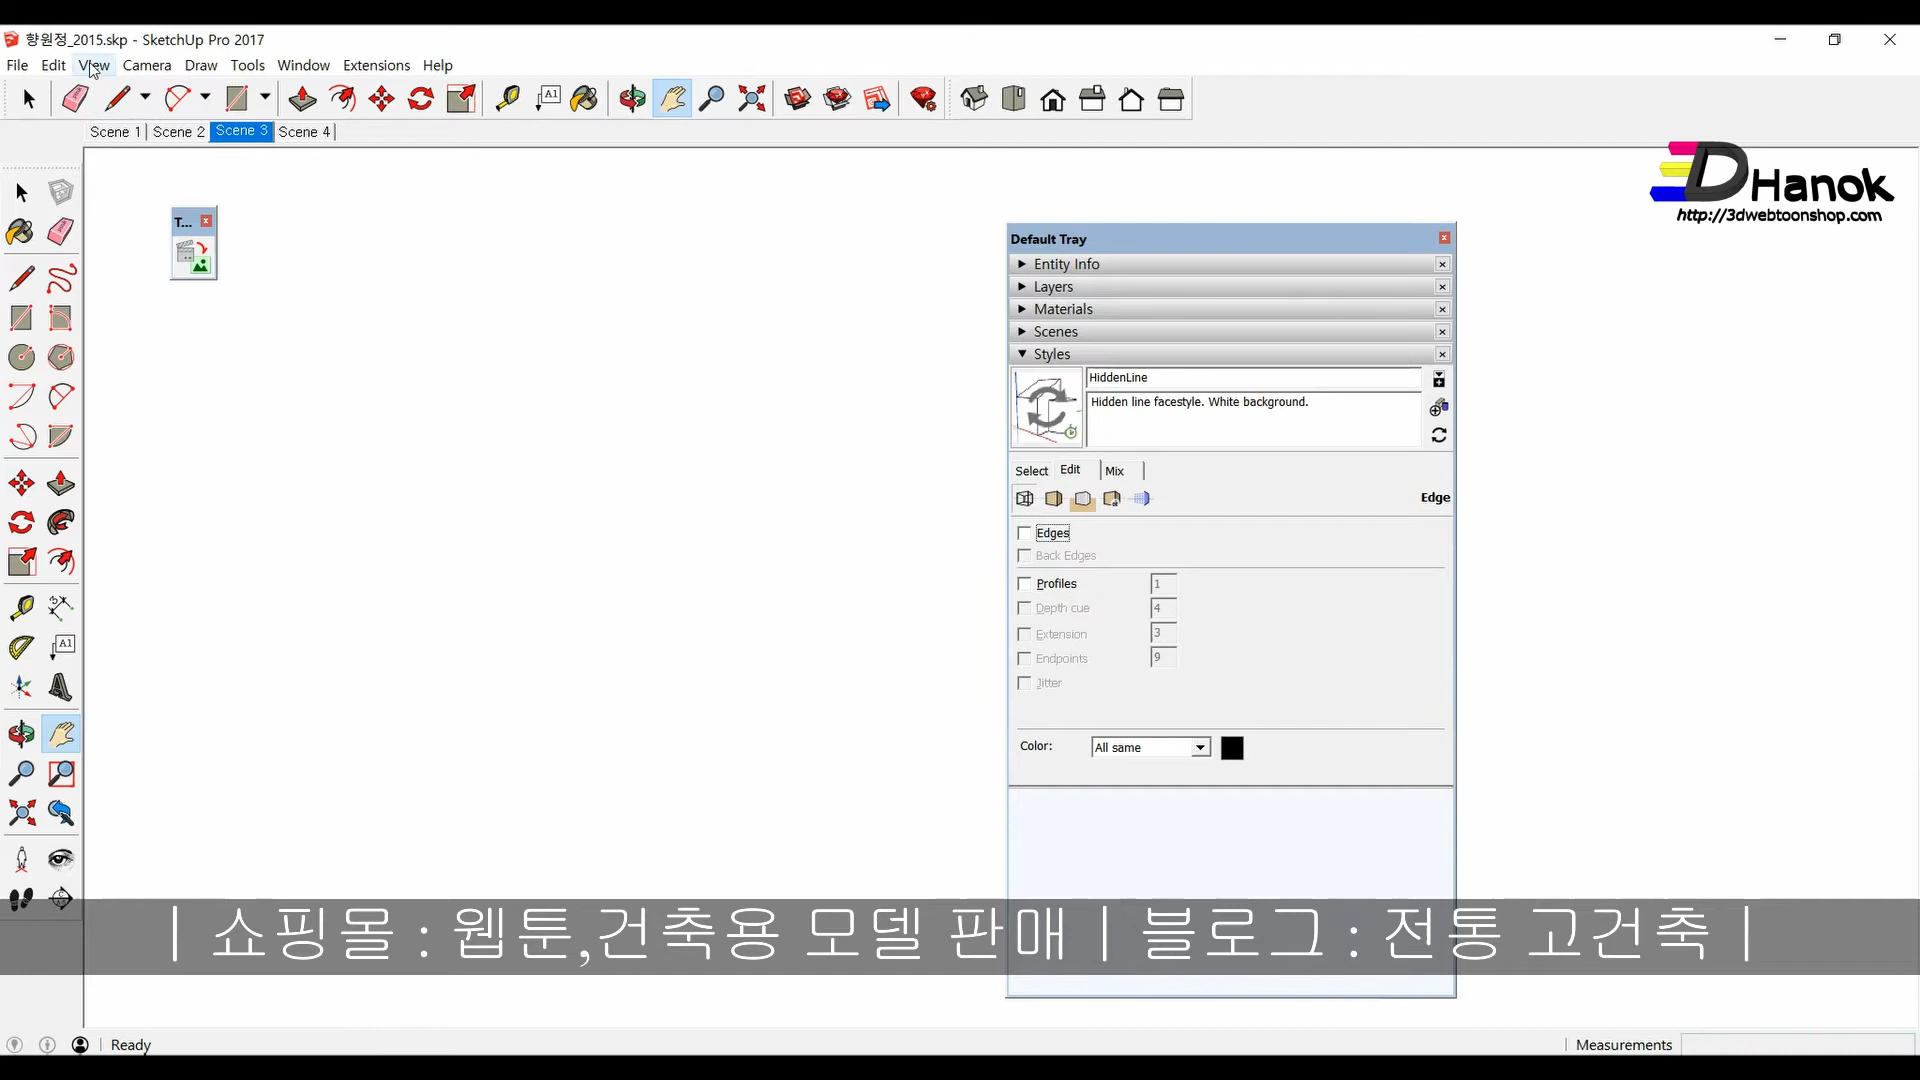 향원정_2015.skp - SketchUp Pro 2017
File Edit View Camera Draw Tools Window Extensions Help
A1
Scene 1 Scene 2 Scene 3 Scene 4
3D Hanok
http://3dwebtoonshop.com
T...
Default Tray
Entity Info
Layers
Materials
Scenes
Styles
HiddenLine
Hidden line facestyle. White background.
Select Edit Mix
Edge
Edges
Back Edges
Profiles 1
Depth cue 4
Extension 3
Endpoints 9
Jitter
A1
Color: All same
| 쇼핑몰 : 웹툰,건축용 모델 판매 | 블로그 : 전통 고건축 |
Ready
Measurements